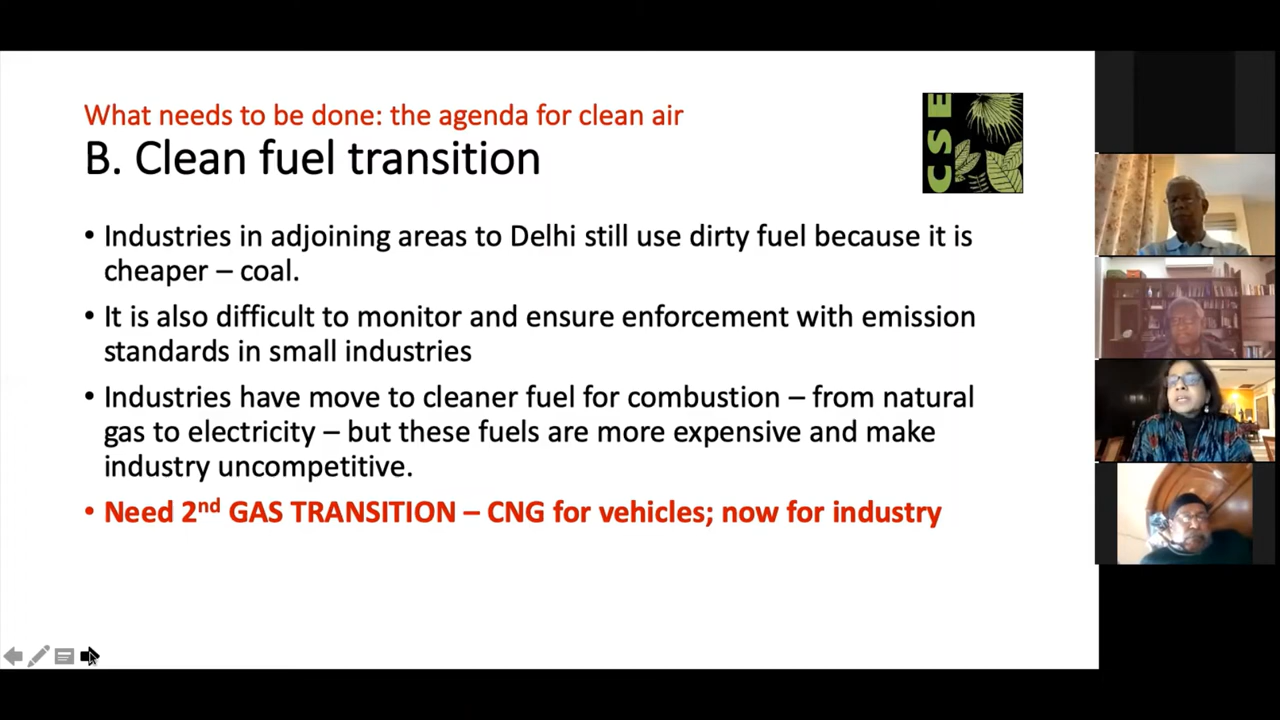 What needs to be done: the agenda for clean air
B. Clean fuel transition
CSE
• Industries in adjoining areas to Delhi still use dirty fuel because it is
cheaper – coal.
• It is also difficult to monitor and ensure enforcement with emission
standards in small industries
• Industries have move to cleaner fuel for combustion – from natural
gas to electricity – but these fuels are more expensive and make
industry uncompetitive.
• Need 2nd GAS TRANSITION – CNG for vehicles; now for industry